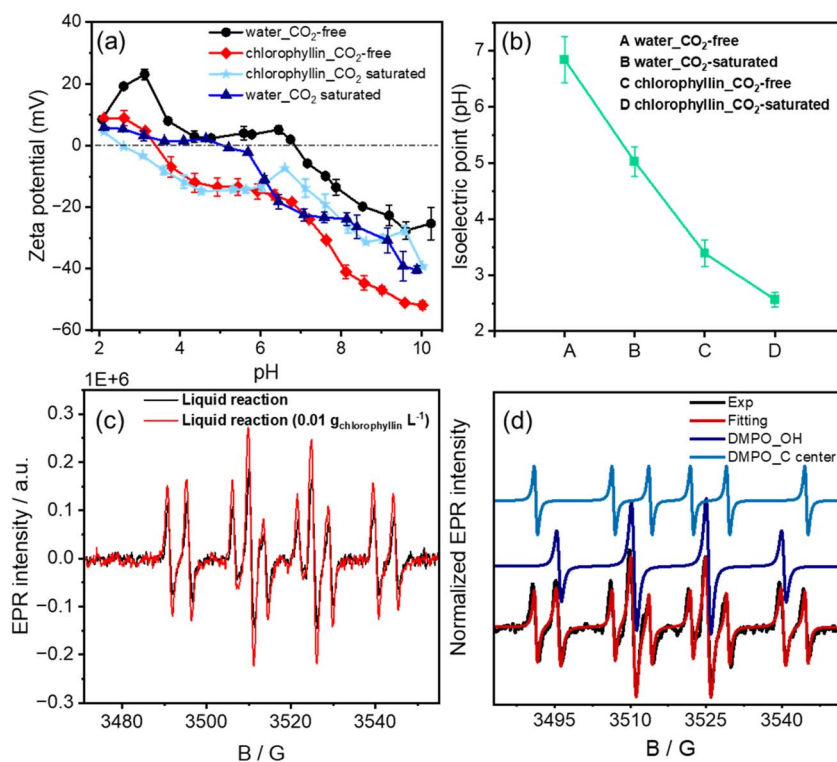 (a)
water_CO₂-free
chlorophyllin_CO₂-free
chlorophyllin_CO₂ saturated
water_CO₂ saturated
Zeta potential (mV)
40
20
0
−20
−40
−60
2
4
6
8
10
pH
(b)
A water_CO₂-free
B water_CO₂-saturated
C chlorophyllin_CO₂-free
D chlorophyllin_CO₂-saturated
Isoelectric point (pH)
7
6
5
4
3
2
A
B
C
D
1E+6
(c)
Liquid reaction
Liquid reaction (0.01 g_chlorophyllin L⁻¹)
EPR intensity / a.u.
0.3
0.2
0.1
0.0
−0.1
−0.2
−0.3
3480
3500
3520
3540
B / G
(d)
Exp
Fitting
DMPO_OH
DMPO_C center
Normalized EPR intensity
3495
3510
3525
3540
B / G